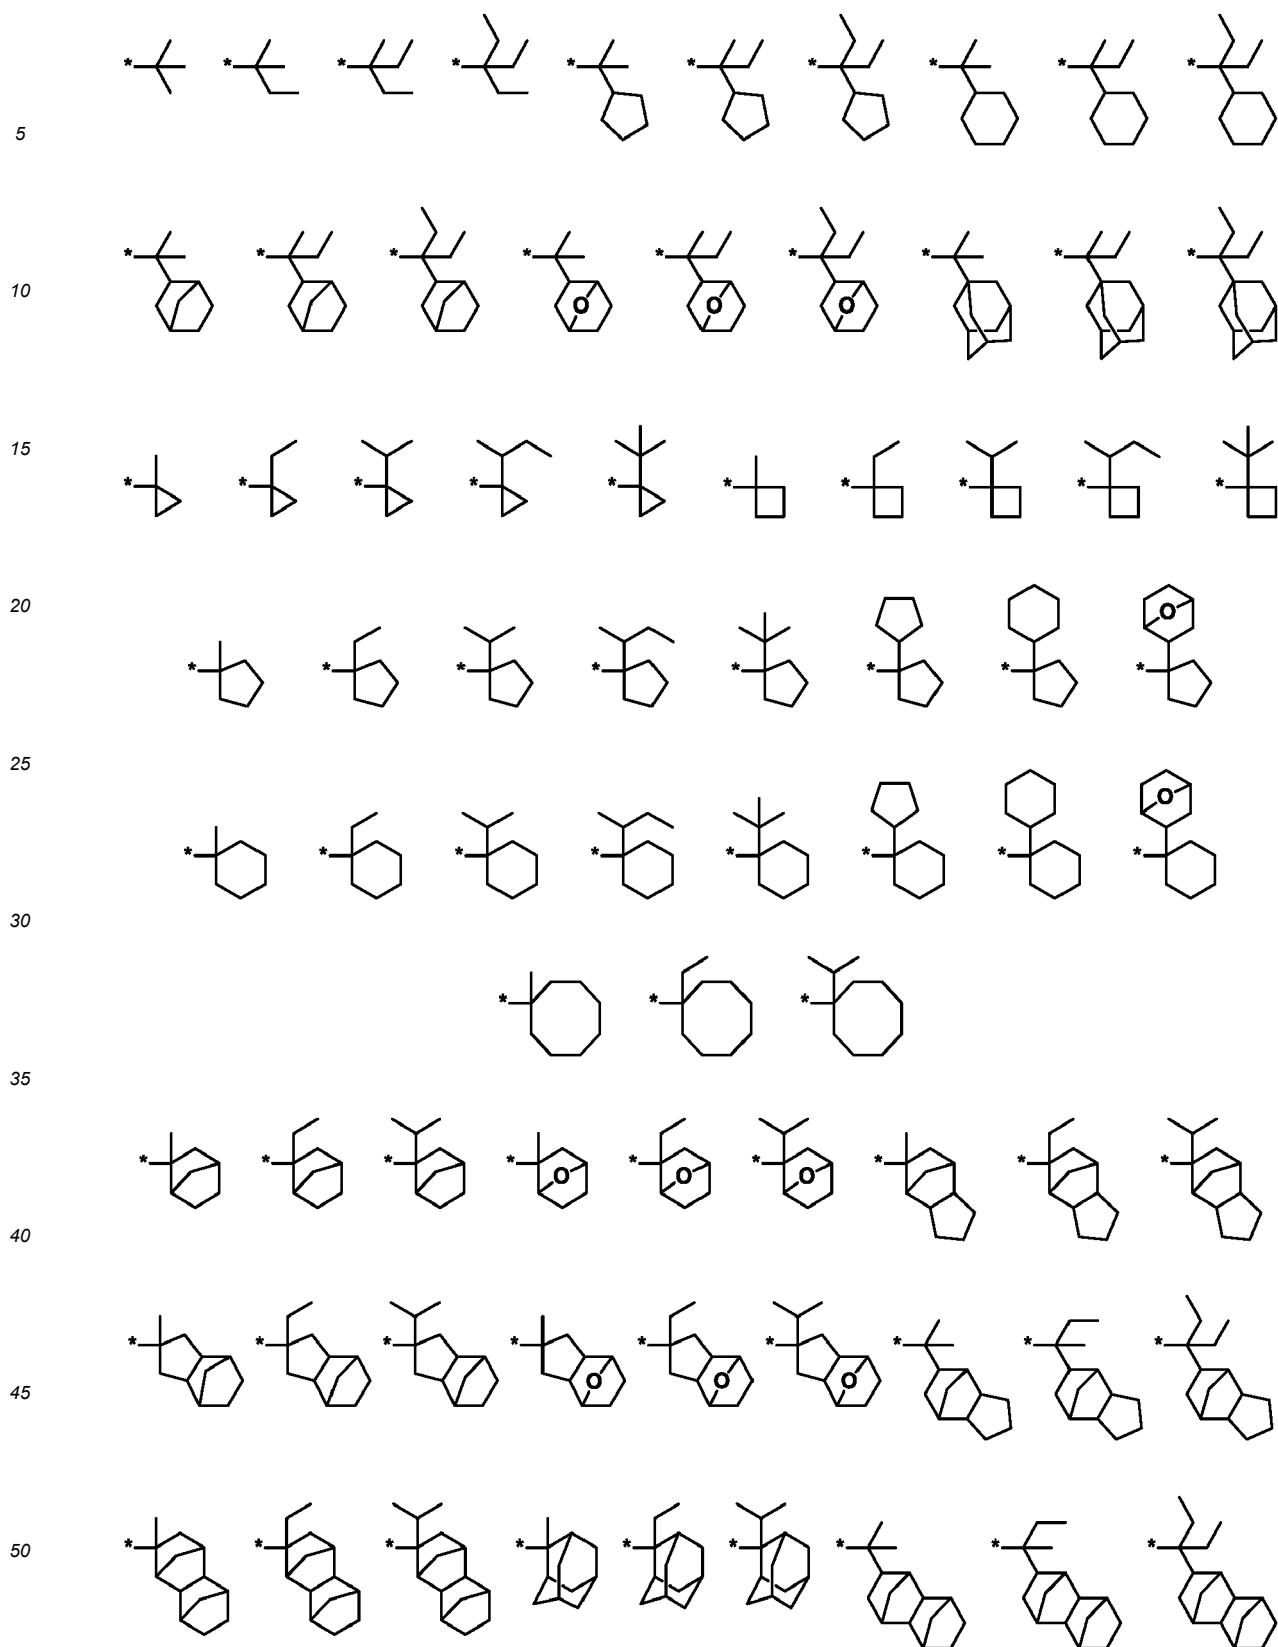 * * * * * * * * * *
5
* * * * * * * * *
10
O O O
15
* * * * * * * * * *
20 O
* * * * * * * *
25
O
* * * * * * * *
30
* * *
35
* * * * * * * * *
O O O
40
* * * * * * * * *
O O O
45
50 * * * * * * * * *